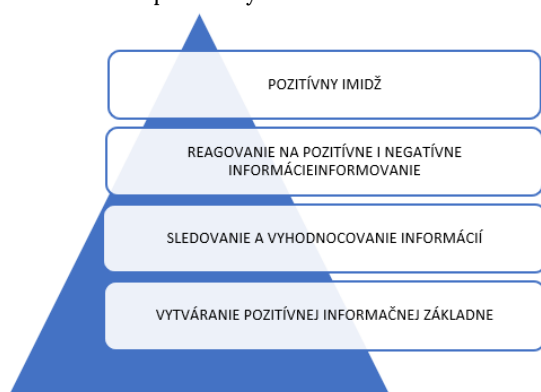 POZITÍVNY IMIDŽ
REAGOVANIE NA POZITÍVNE I NEGATÍVNE
INFORMÁCIEINFORMOVANIE
SLEDOVANIE A VYHODNOCOVANIE INFORMÁCIÍ
VYTVÁRANIE POZITÍVNEJ INFORMAČNEJ ZÁKLADNE